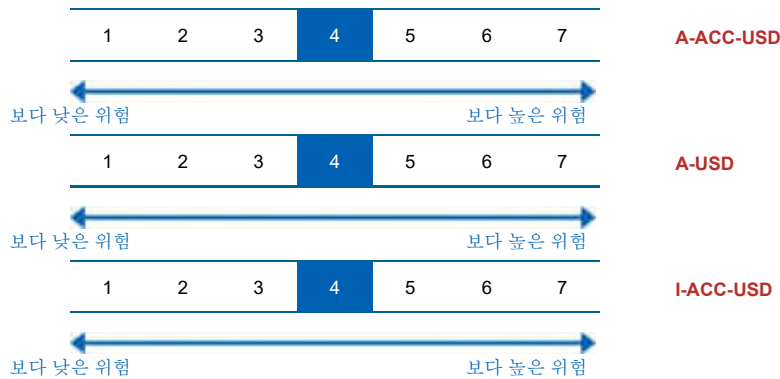 1 2 3 4 5 6 7 A-ACC-USD
보다 낮은 위험 보다 높은 위험
1 2 3 4 5 6 7 A-USD
보다 낮은 위험 보다 높은 위험
1 2 3 4 5 6 7 I-ACC-USD
보다 낮은 위험 보다 높은 위험